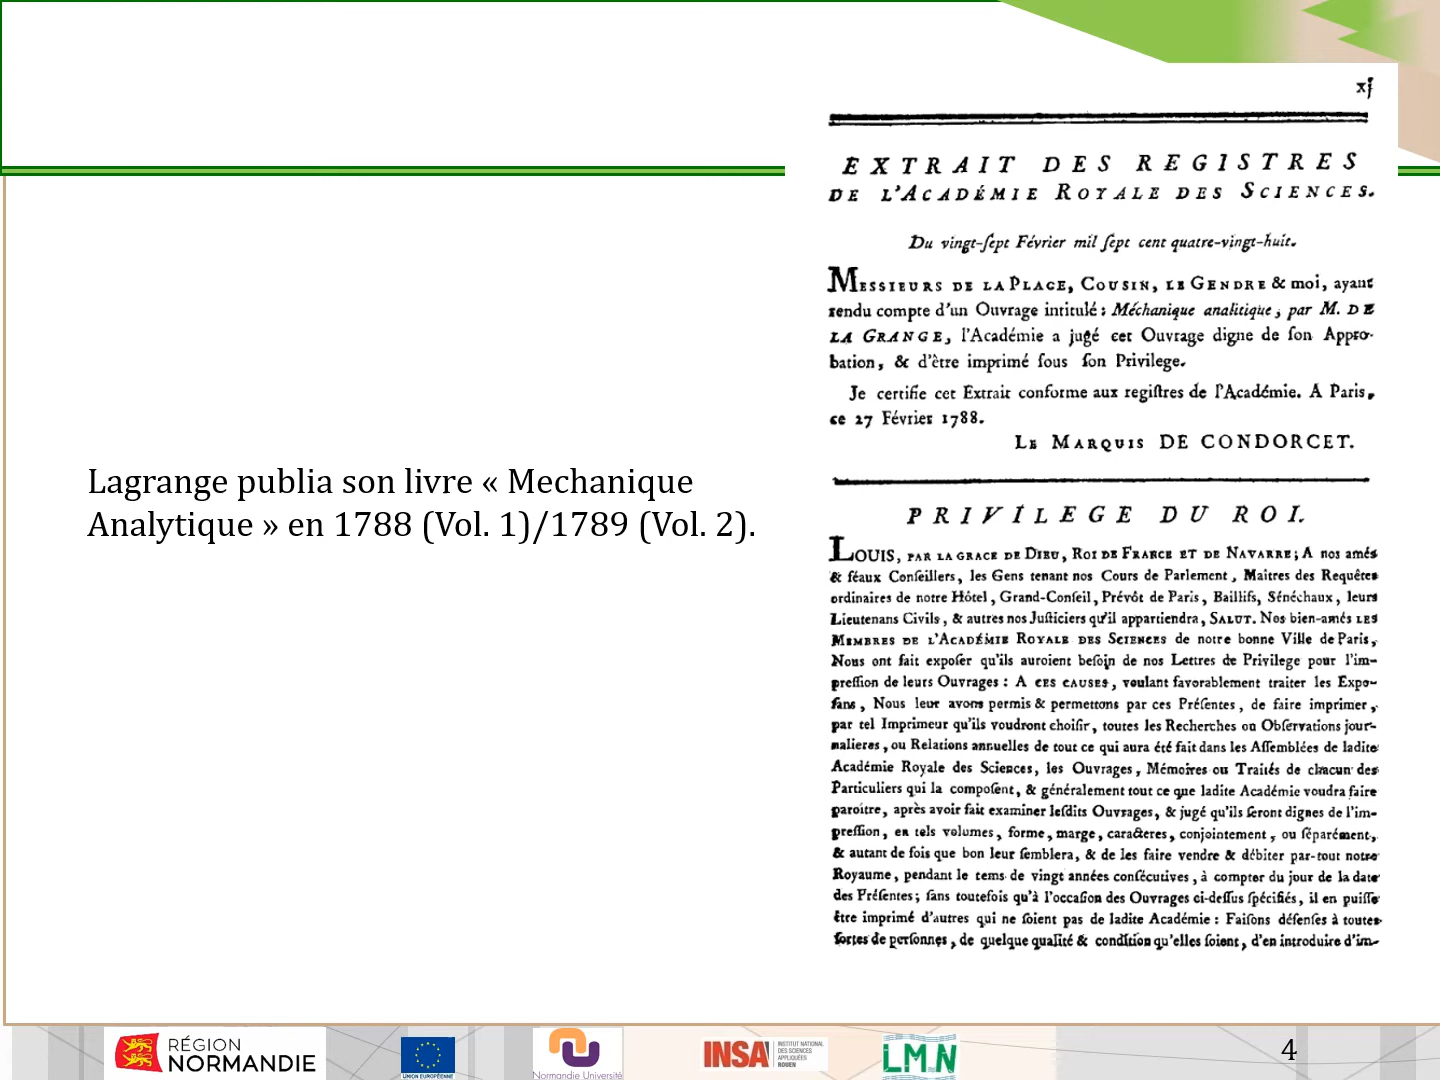 xj
EXTRAIT DES REGISTRES
DE L'ACADÉMIE ROYALE DES SCIENCES.
Du vingt-ſept Février mil ſept cent quatre-vingt-huit.
MESSIEURS DE LA PLACE, COUSIN, LE GENDRE & moi, ayant
rendu compte d'un Ouvrage intitulé : Méchanique analitique, par M. DE
LA GRANGE, l'Académie a jugé cet Ouvrage digne de ſon Appro-
bation, & d'être imprimé ſous ſon Privilege.
Je certifie cet Extrait conforme aux regiſtres de l'Académie. A Paris,
ce 27 Février 1788.
LE MARQUIS DE CONDORCET.
Lagrange publia son livre « Mechanique
Analytique » en 1788 (Vol. 1)/1789 (Vol. 2).
PRIVILEGE DU ROI.
LOUIS, PAR LA GRACE DE DIEU, ROI DE FRANCE ET DE NAVARRE ; A nos amés
& féaux Conſeillers, les Gens tenant nos Cours de Parlement, Maîtres des Requêtes
ordinaires de notre Hôtel, Grand-Conſeil, Prévôt de Paris, Baillifs, Sénéchaux, leurs
Lieutenans Civils, & autres nos Juſticiers qu'il appartiendra, SALUT. Nos bien-amés LES
MEMBRES DE L'ACADÉMIE ROYALE DES SCIENCES de notre bonne Ville de Paris,
Nous ont fait expoſer qu'ils auroient beſoin de nos Lettres de Privilege pour l'im-
preſſion de leurs Ouvrages : A CES CAUSES, voulant favorablement traiter les Expo-
ſans, Nous leur avons permis & permettons par ces Préſentes, de faire imprimer,
par tel Imprimeur qu'ils voudront choiſir, toutes les Recherches ou Obſervations jour-
nalieres, ou Relations annuelles de tout ce qui aura été fait dans les Aſſemblées de ladite
Académie Royale des Sciences, les Ouvrages, Mémoires ou Traités de chacun des
Particuliers qui la compoſent, & généralement tout ce que ladite Académie voudra faire
paroître, après avoir fait examiner leſdits Ouvrages, & jugé qu'ils ſeront dignes de l'im-
preſſion, en tels volumes, forme, marge, caracteres, conjointement, ou ſéparément,
& autant de fois que bon leur ſemblera, & de les faire vendre & débiter par-tout notre
Royaume, pendant le tems de vingt années conſécutives, à compter du jour de la date
des Préſentes ; ſans toutefois qu'à l'occaſion des Ouvrages ci-deſſus ſpécifiés, il en puiſſe
être imprimé d'autres qui ne ſoient pas de ladite Académie : Faiſons défenſes à toutes
ſortes de perſonnes, de quelque qualité & condition qu'elles ſoient, d'en introduire d'im-
RÉGION
NORMANDIE
UNION EUROPÉENNE
Normandie Université
INSA
INSTITUT NATIONAL
DES SCIENCES
APPLIQUÉES
ROUEN
LMN
4